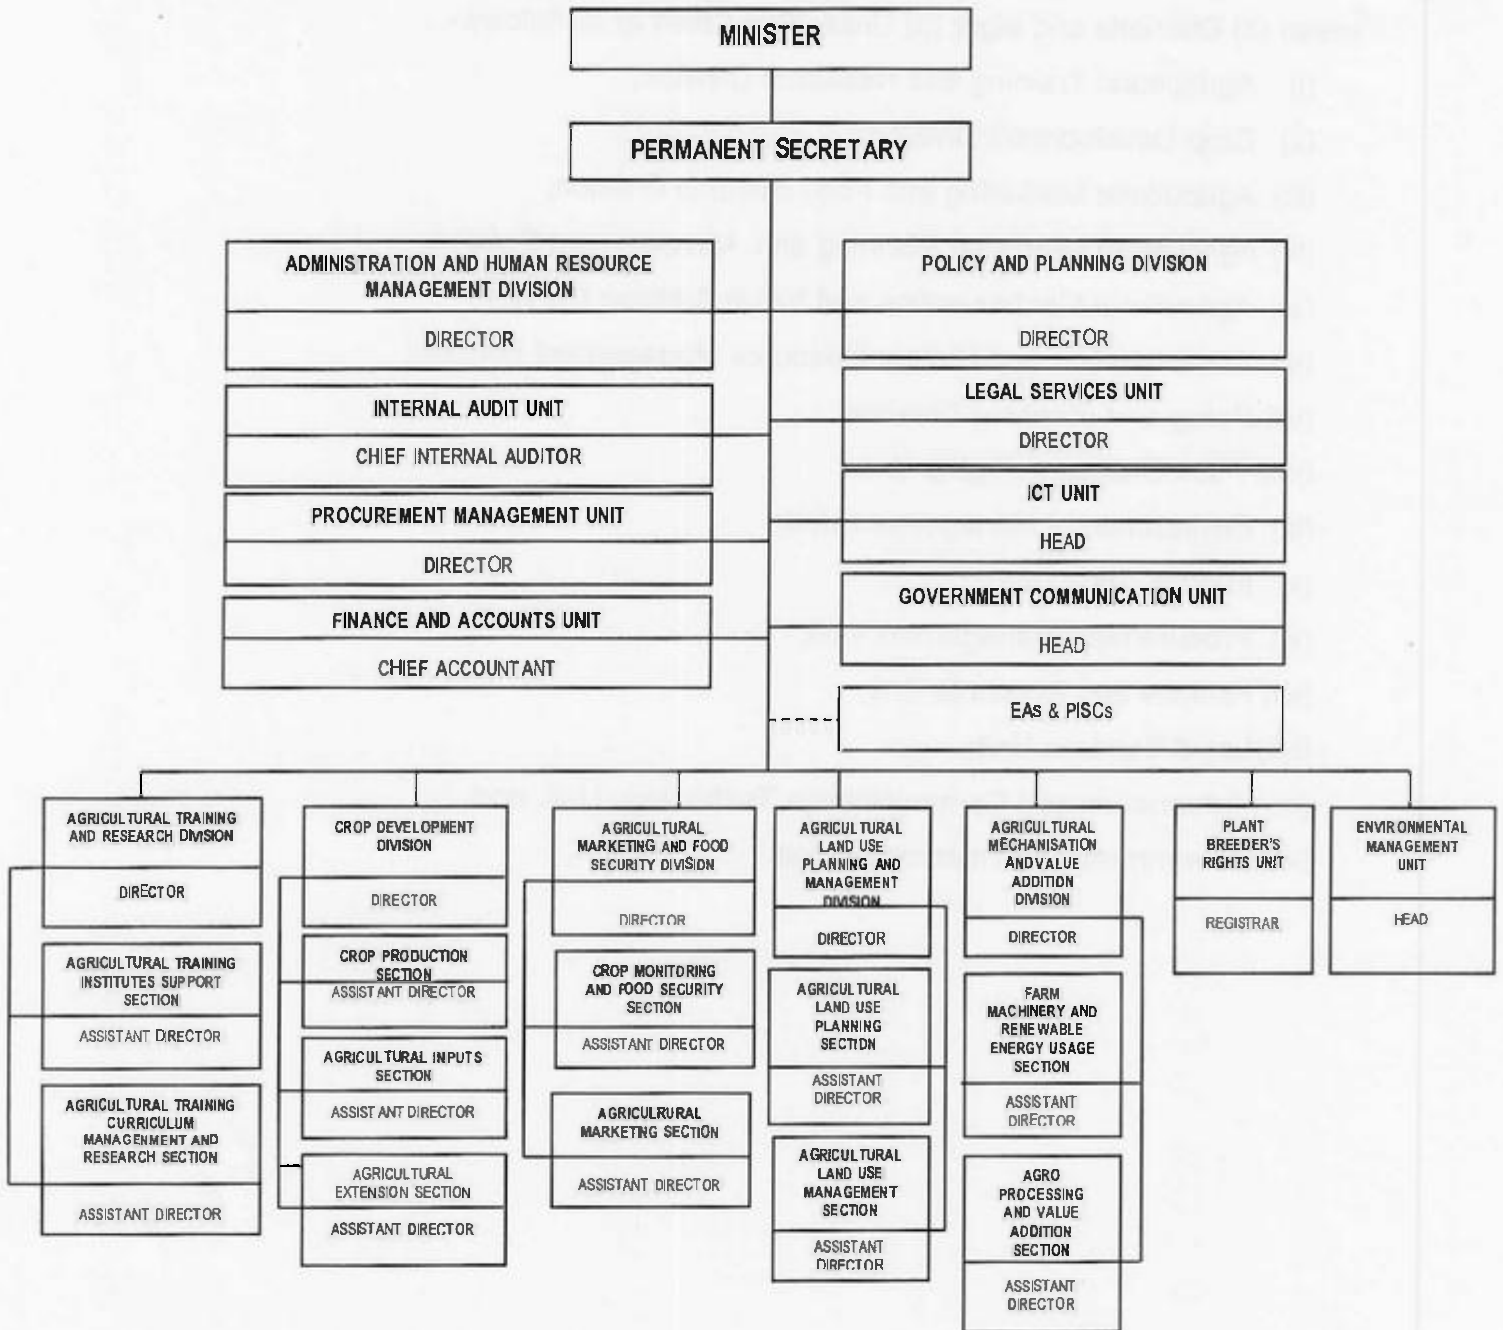 MINISTER
PERMANENT SECRETARY
ADMINISTRATION AND HUMAN RESOURCE
MANAGEMENT DIVISION
DIRECTOR
INTERNAL AUDIT UNIT
CHIEF INTERNAL AUDITOR
PROCUREMENT MANAGEMENT UNIT
DIRECTOR
FINANCE AND ACCOUNTS UNIT
CHIEF ACCOUNTANT
POLICY AND PLANNING DIVISION
DIRECTOR
LEGAL SERVICES UNIT
DIRECTOR
ICT UNIT
HEAD
GOVERNMENT COMMUNICATION UNIT
HEAD
EAs & PISCs
AGRICULTURAL TRAINING
AND RESEARCH DIVISION
DIRECTOR
AGRICULTURAL TRAINING
INSTITUTES SUPPORT
SECTION
ASSISTANT DIRECTOR
AGRICULTURAL TRAINING
CURRICULUM
MANAGENMENT AND
RESEARCH SECTION
ASSISTANT DIRECTOR
CROP DEVELOPMENT
DIVISION
DIRECTOR
CROP PRODUCTION
SECTION
ASSISTANT DIRECTOR
AGRICULTURAL INPUTS
SECTION
ASSISTANT DIRECTOR
AGRICULTURAL
EXTENSION SECTION
ASSISTANT DIRECTOR
AGRICULTURAL
MARKETING AND FOOD
SECURITY DIVISION
DIRECTOR
CROP MONITORING
AND FOOD SECURITY
SECTION
ASSISTANT DIRECTOR
AGRICULRURAL
MARKETNG SECTION
ASSISTANT DIRECTOR
AGRICULTURAL
LAND USE
PLANNING AND
MANAGEMENT
DIVISION
DIRECTOR
AGRICULTURAL
LAND USE
PLANNING
SECTION
ASSISTANT
DIRECTOR
AGRICULTURAL
LAND USE
MANAGEMENT
SECTION
ASSISTANT
DIRECTOR
AGRICULTURAL
MECHANISATION
ANDVALUE
ADDITION
DIVISION
DIRECTOR
FARM
MACHINERY AND
RENEWABLE
ENERGY USAGE
SECTION
ASSISTANT
DIRECTOR
AGRO
PROCESSING
AND VALUE
ADDITION
SECTION
ASSISTANT
DIRECTOR
PLANT
BREEDER'S
RIGHTS UNIT
REGISTRAR
ENVIRONMENTAL
MANAGEMENT
UNIT
HEAD